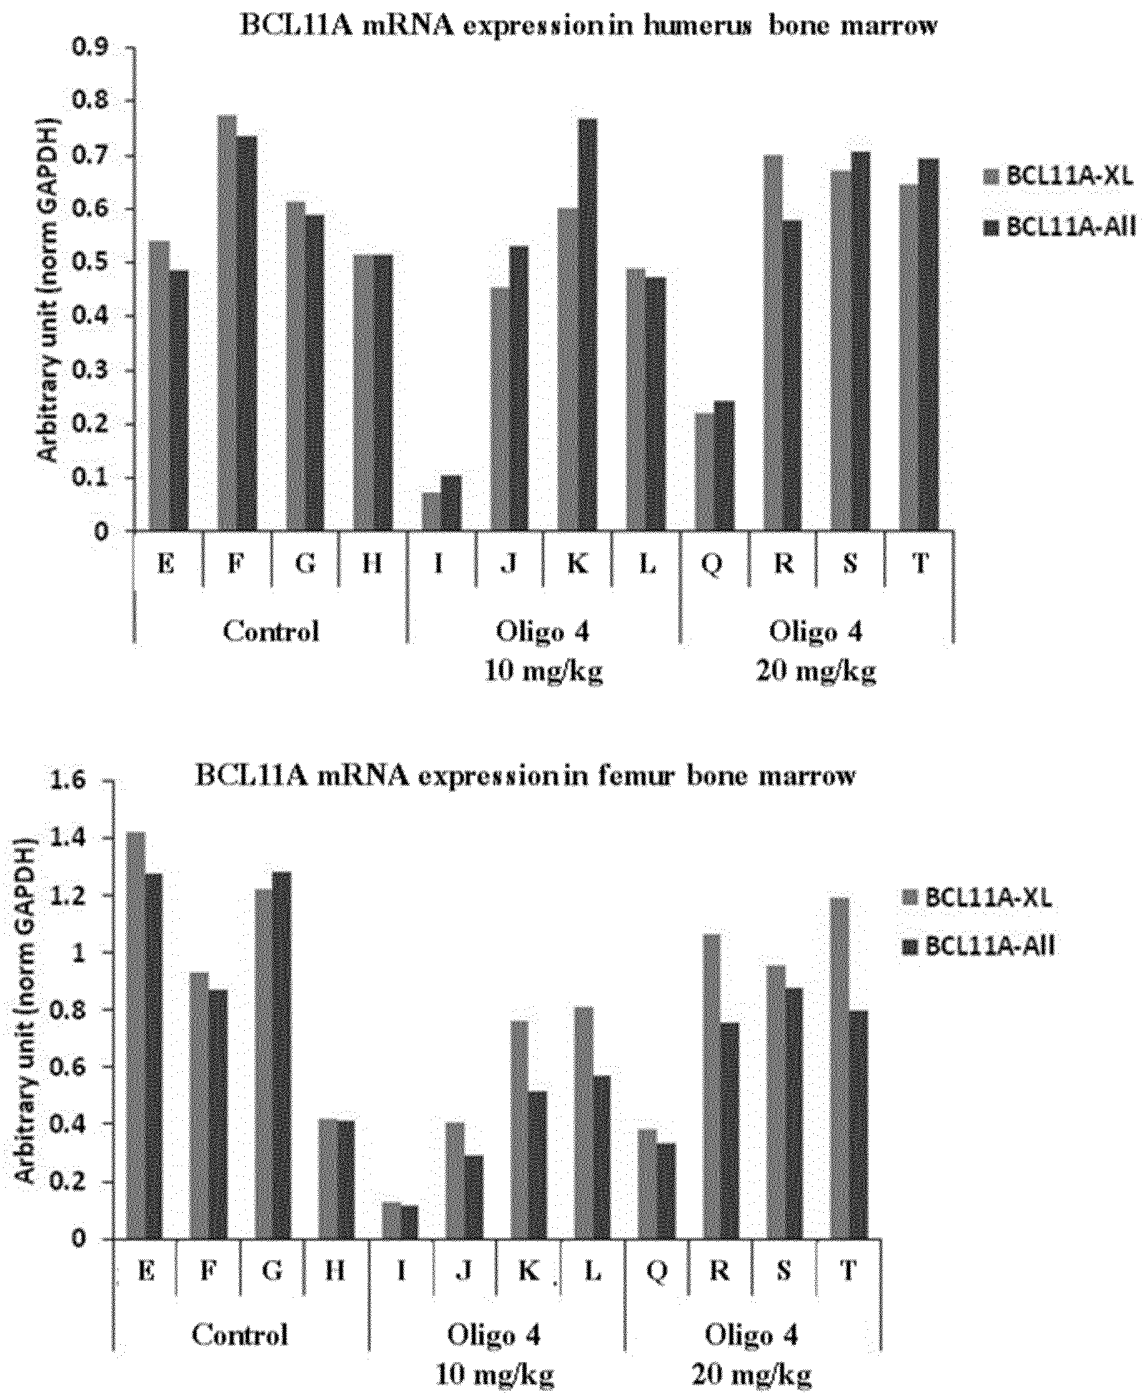 BCL11A mRNA expression in humerus bone marrow
Arbitrary unit (norm GAPDH)
0.9
0.8
0.7
0.6
0.5
0.4
0.3
0.2
0.1
0
BCL11A-XL
BCL11A-All
E F G H I J K L Q R S T
Control Oligo 4 Oligo 4
10 mg/kg 20 mg/kg
BCL11A mRNA expression in femur bone marrow
Arbitrary unit (norm GAPDH)
1.6
1.4
1.2
1
0.8
0.6
0.4
0.2
0
BCL11A-XL
BCL11A-All
E F G H I J K L Q R S T
Control Oligo 4 Oligo 4
10 mg/kg 20 mg/kg